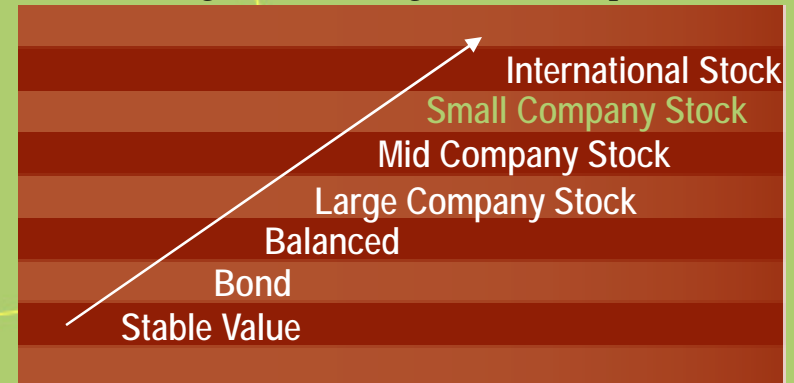 International Stock
Small Company Stock
Mid Company Stock
Large Company Stock
Balanced
Bond
Stable Value